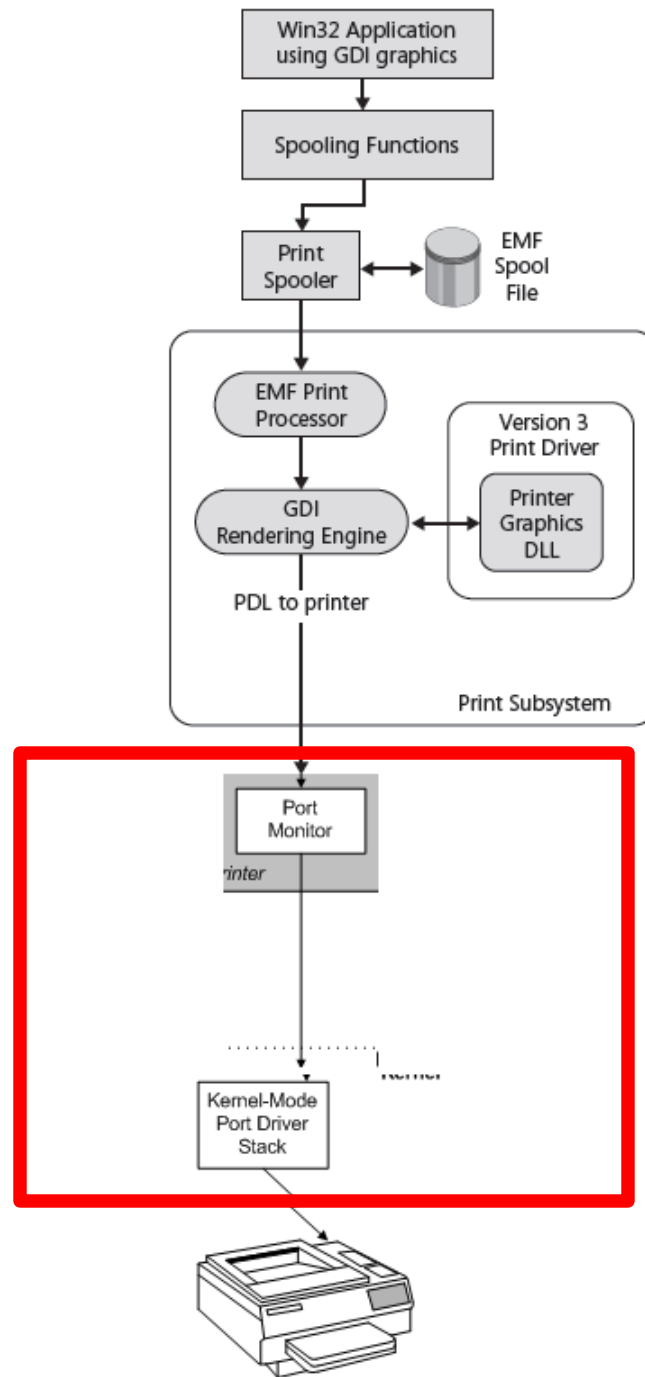 Win32 Application
using GDI graphics
Spooling Functions
Print
Spooler
EMF
Spool
File
EMF Print
Processor
Version 3
Print Driver
GDI
Rendering Engine
Printer
Graphics
DLL
PDL to printer
Print Subsystem
Port
Monitor
rinter
Kernel-Mode
Port Driver
Stack